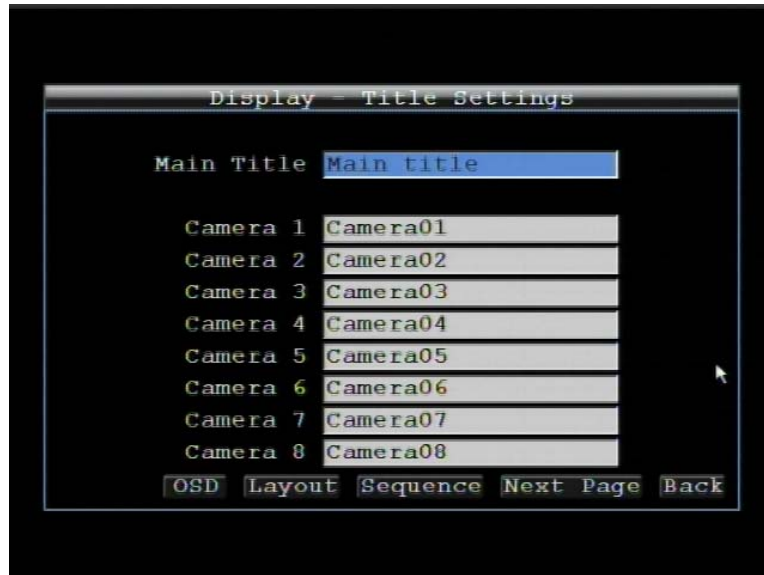 Display - Title Settings
Main Title Main title
Camera 1 Camera01
Camera 2 Camera02
Camera 3 Camera03
Camera 4 Camera04
Camera 5 Camera05
Camera 6 Camera06
Camera 7 Camera07
Camera 8 Camera08
OSD Layout Sequence Next Page Back